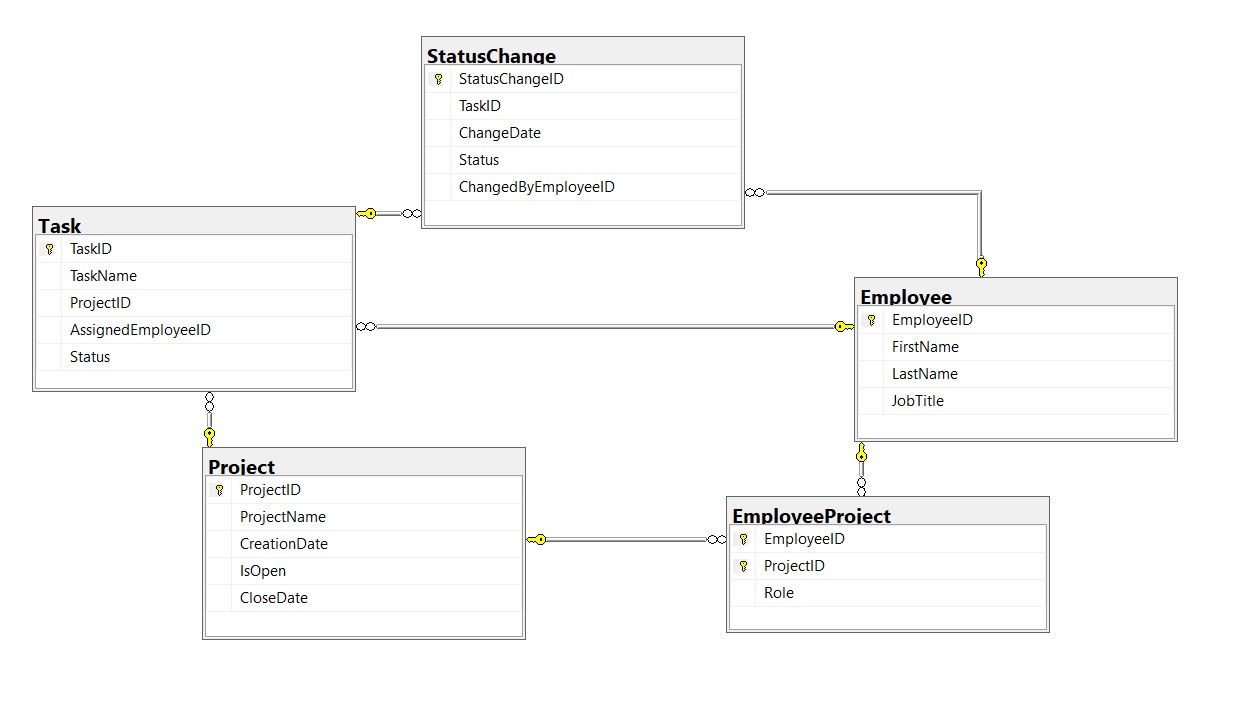 StatusChange
StatusChangeID
TaskID
ChangeDate
Status
ChangedByEmployeeID
Task
TaskID
TaskName
ProjectID
AssignedEmployeeID
Status
Employee
EmployeeID
FirstName
LastName
JobTitle
Project
ProjectID
ProjectName
CreationDate
IsOpen
CloseDate
EmployeeProject
EmployeeID
ProjectID
Role